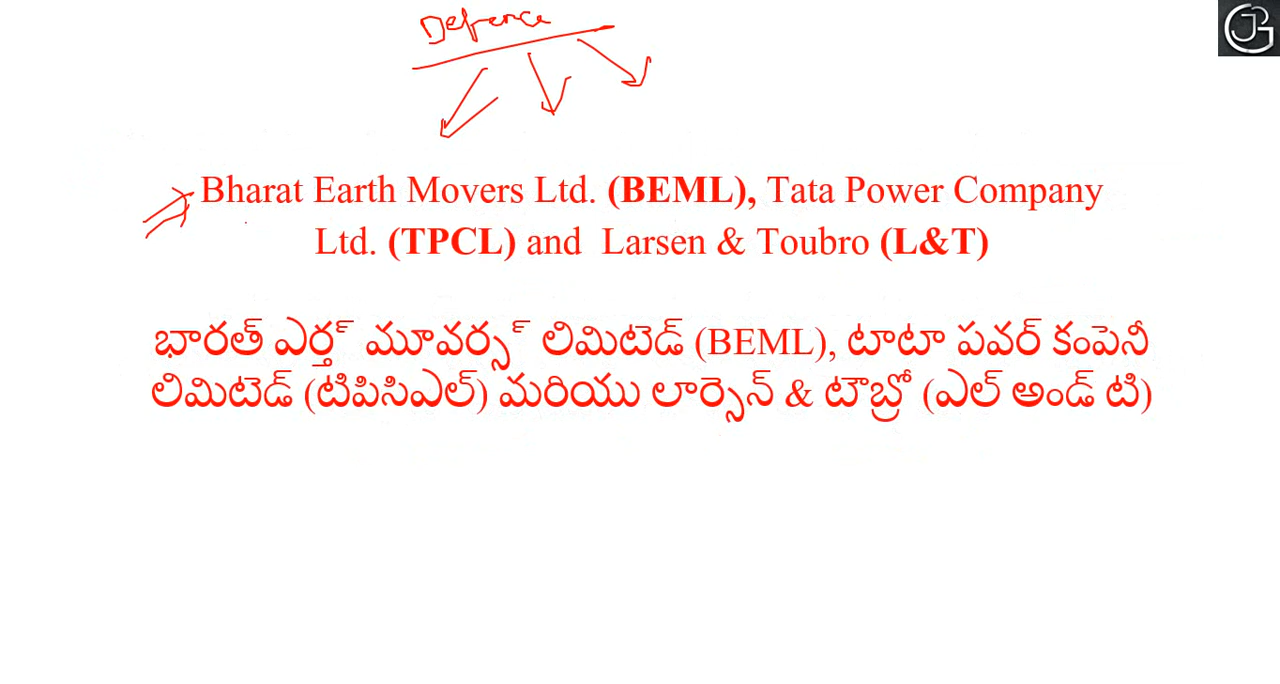 Defence
Bharat Earth Movers Ltd. (BEML), Tata Power Company
Ltd. (TPCL) and Larsen & Toubro (L&T)
భారత్ ఎర్త్ మూవర్స్ లిమిటెడ్ (BEML), టాటా పవర్ కంపెనీ
లిమిటెడ్ (టిపిసిఎల్) మరియు లార్సెన్ & టౌబ్రో (ఎల్ అండ్ టి)